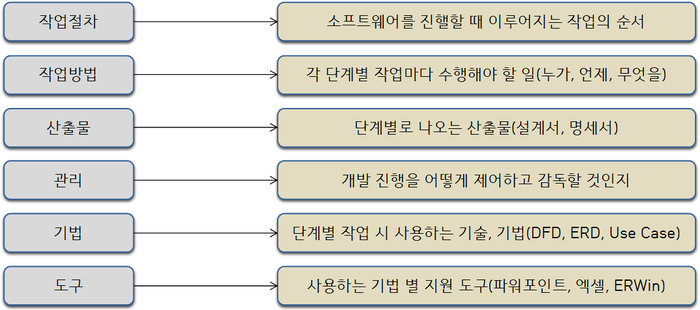 작업절차 소프트웨어를 진행할 때 이루어지는 작업의 순서
작업방법 각 단계별 작업마다 수행해야 할 일(누가, 언제, 무엇을)
산출물 단계별로 나오는 산출물(설계서, 명세서)
관리 개발 진행을 어떻게 제어하고 감독할 것인지
기법 단계별 작업 시 사용하는 기술, 기법(DFD, ERD, Use Case)
도구 사용하는 기법 별 지원 도구(파워포인트, 엑셀, ERWin)